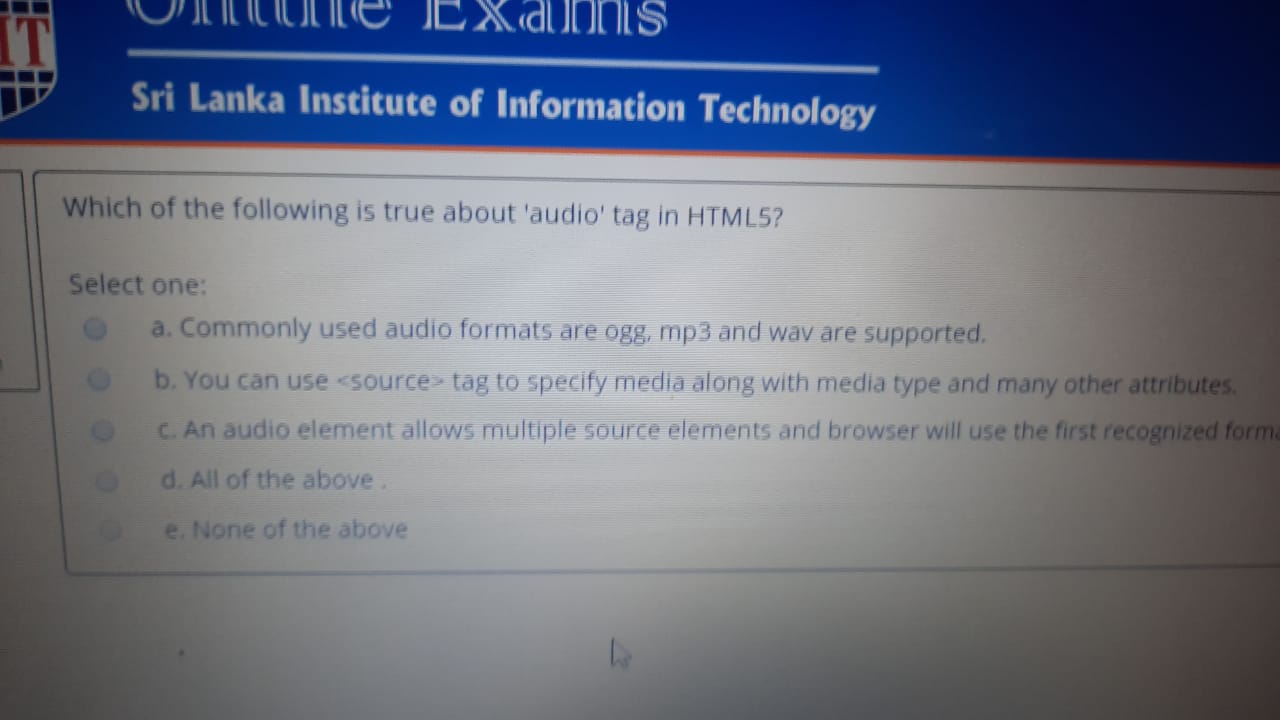 IT
Online Exams
Sri Lanka Institute of Information Technology
Which of the following is true about 'audio' tag in HTML5?
Select one:
a. Commonly used audio formats are ogg, mp3 and wav are supported.
b. You can use <source> tag to specify media along with media type and many other attributes.
c. An audio element allows multiple source elements and browser will use the first recognized forma
d. All of the above .
e. None of the above